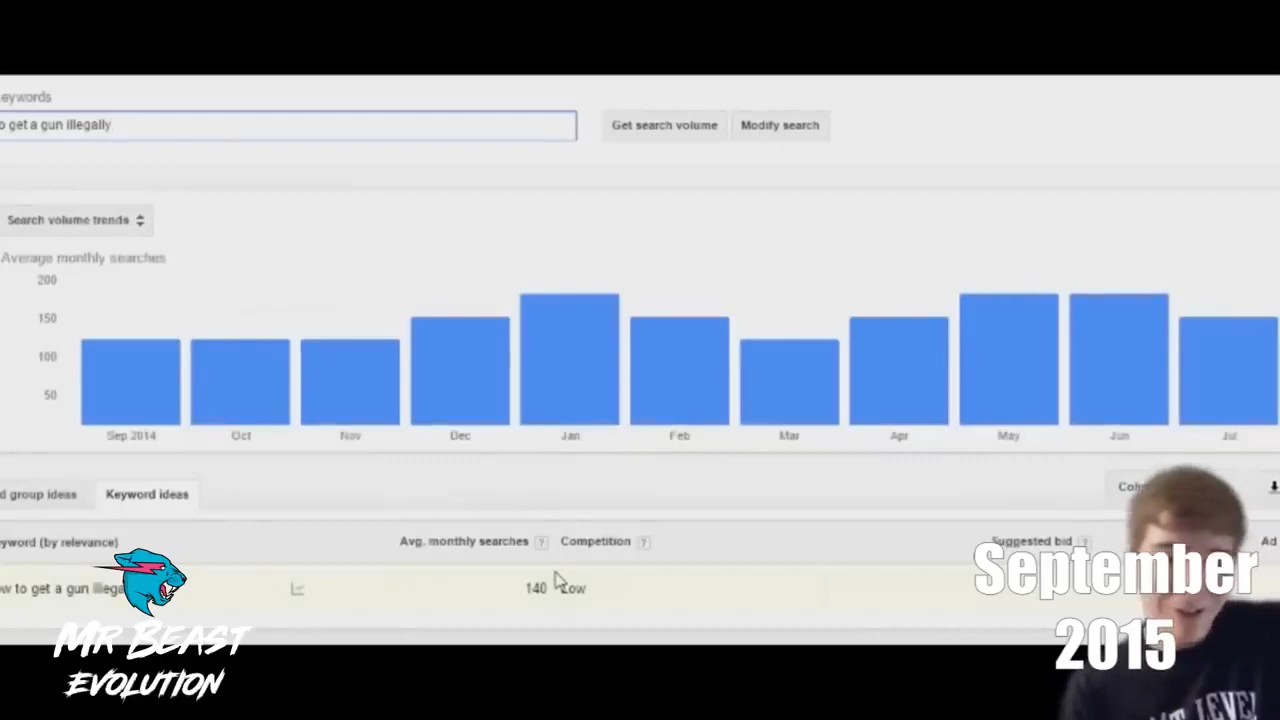 eywords
o get a gun illegally
Get search volume
Modify search
Search volume trends
Average monthly searches
200
150
100
50
Sep 2014
Oct
Nov
Dec
Jan
Feb
Mar
Apr
May
Jun
Jul
d group ideas
Keyword ideas
Col
eyword (by relevance)
Avg. monthly searches ?
Competition ?
Suggested bid ?
Ad
w to get a gun illega
140
Low
September
2015
MR BEAST
EVOLUTION
LEVEL